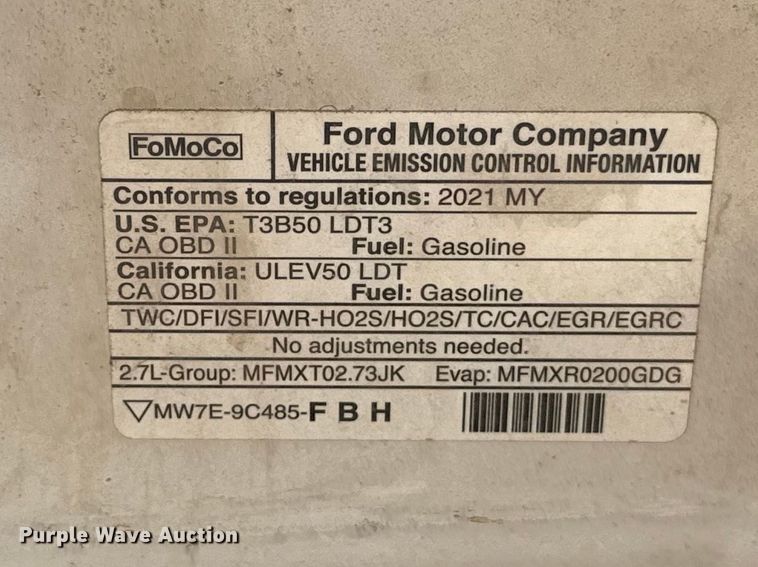 FoMoCo
Ford Motor Company
VEHICLE EMISSION CONTROL INFORMATION
Conforms to regulations: 2021 MY
U.S. EPA: T3B50 LDT3
CA OBD II Fuel: Gasoline
California: ULEV50 LDT
CA OBD II Fuel: Gasoline
TWC/DFI/SFI/WR-HO2S/HO2S/TC/CAC/EGR/EGRC
No adjustments needed.
2.7L-Group: MFMXT02.73JK Evap: MFMXR0200GDG
▽MW7E-9C485-F B H
Purple Wave Auction